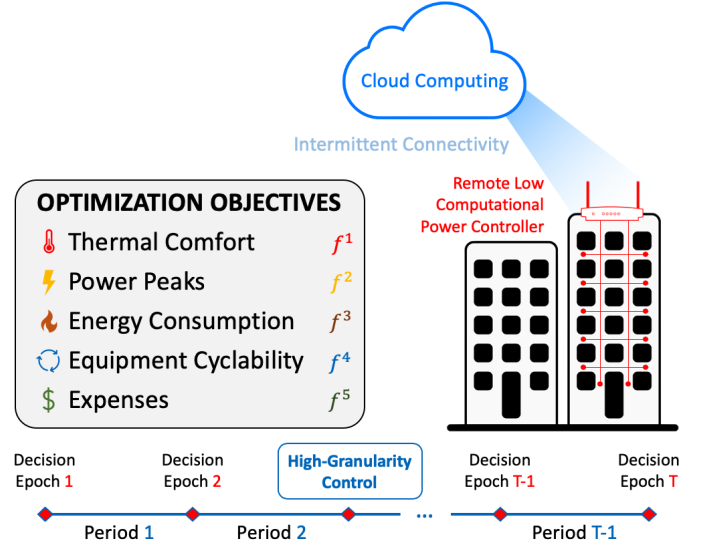 Cloud Computing
Intermittent Connectivity
Remote Low
Computational
Power Controller
OPTIMIZATION OBJECTIVES
Thermal Comfort f¹
Power Peaks f²
Energy Consumption f³
Equipment Cyclability f⁴
$ Expenses f⁵
Decision
Epoch 1
Decision
Epoch 2
High-Granularity
Control
Decision
Epoch T-1
Decision
Epoch T
...
Period 1
Period 2
Period T-1